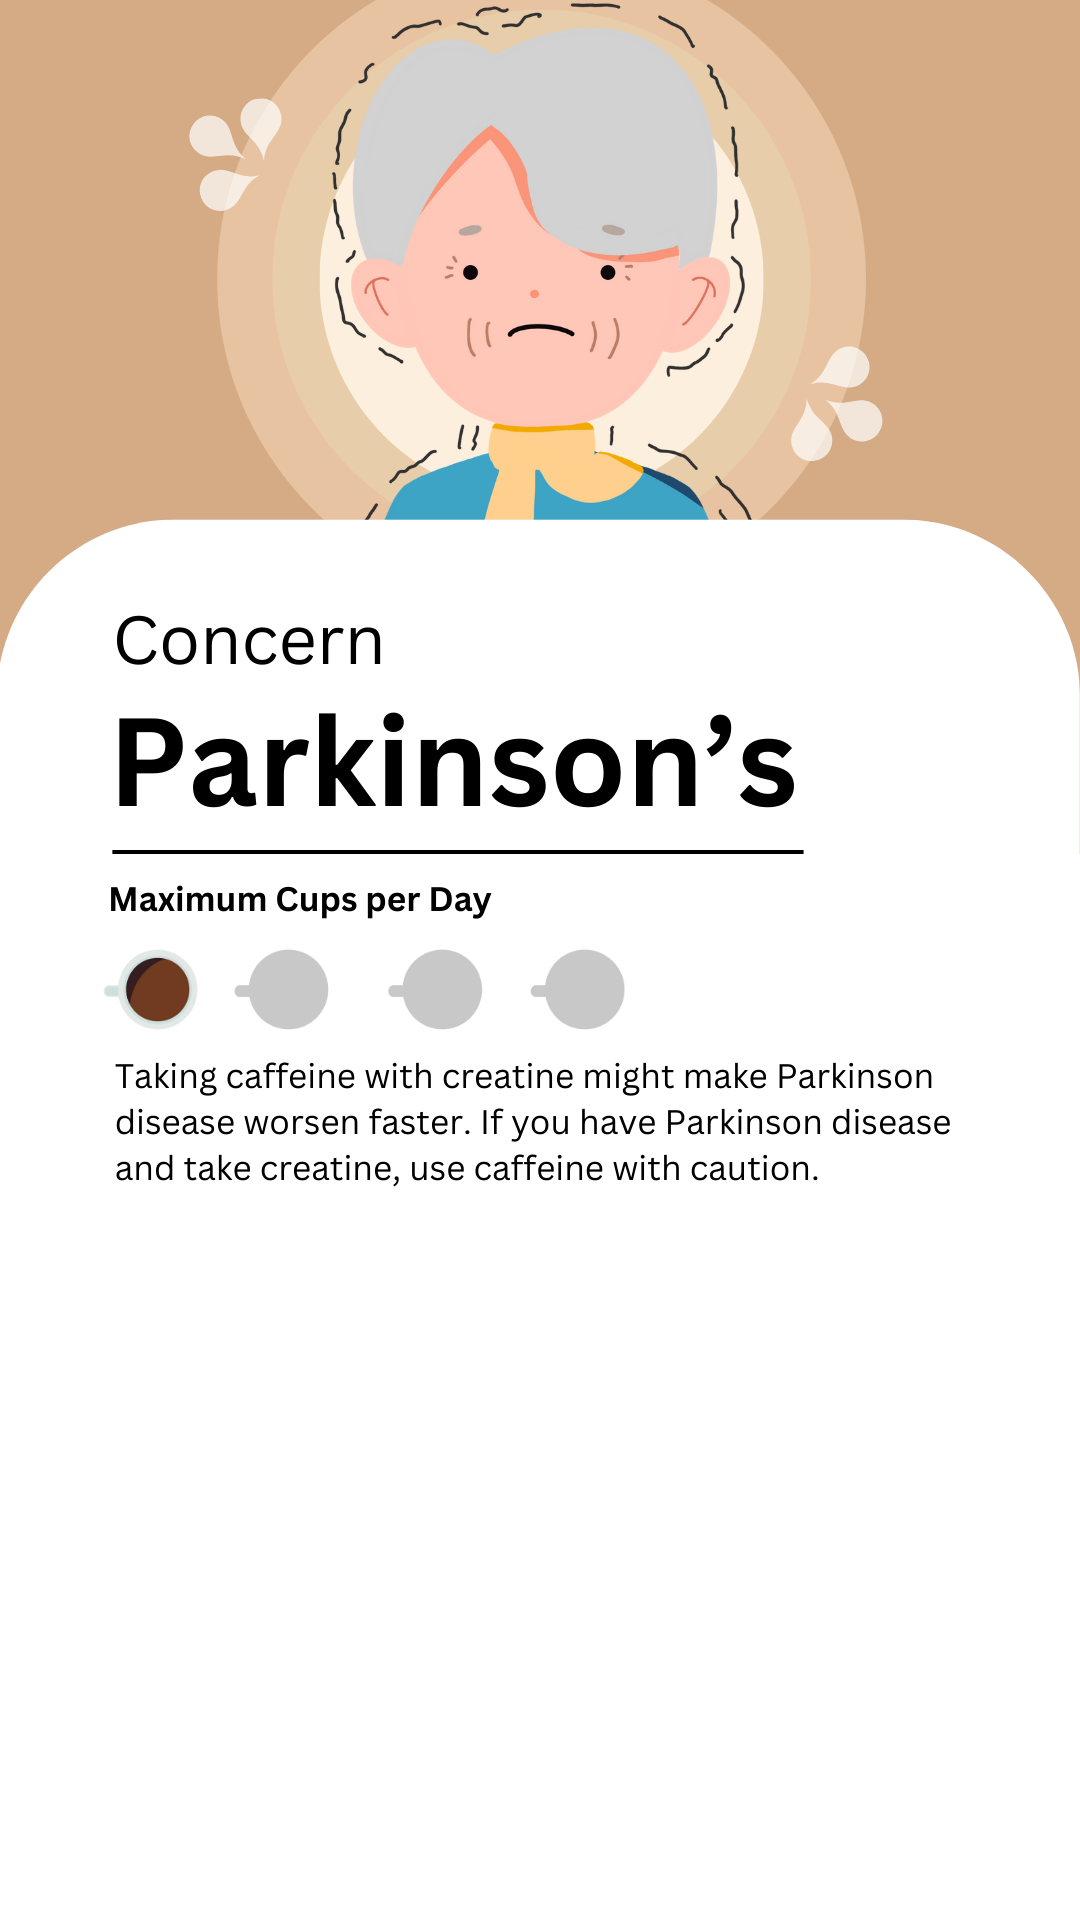 Concern
Parkinson’s
Maximum Cups per Day
Taking caffeine with creatine might make Parkinson
disease worsen faster. If you have Parkinson disease
and take creatine, use caffeine with caution.